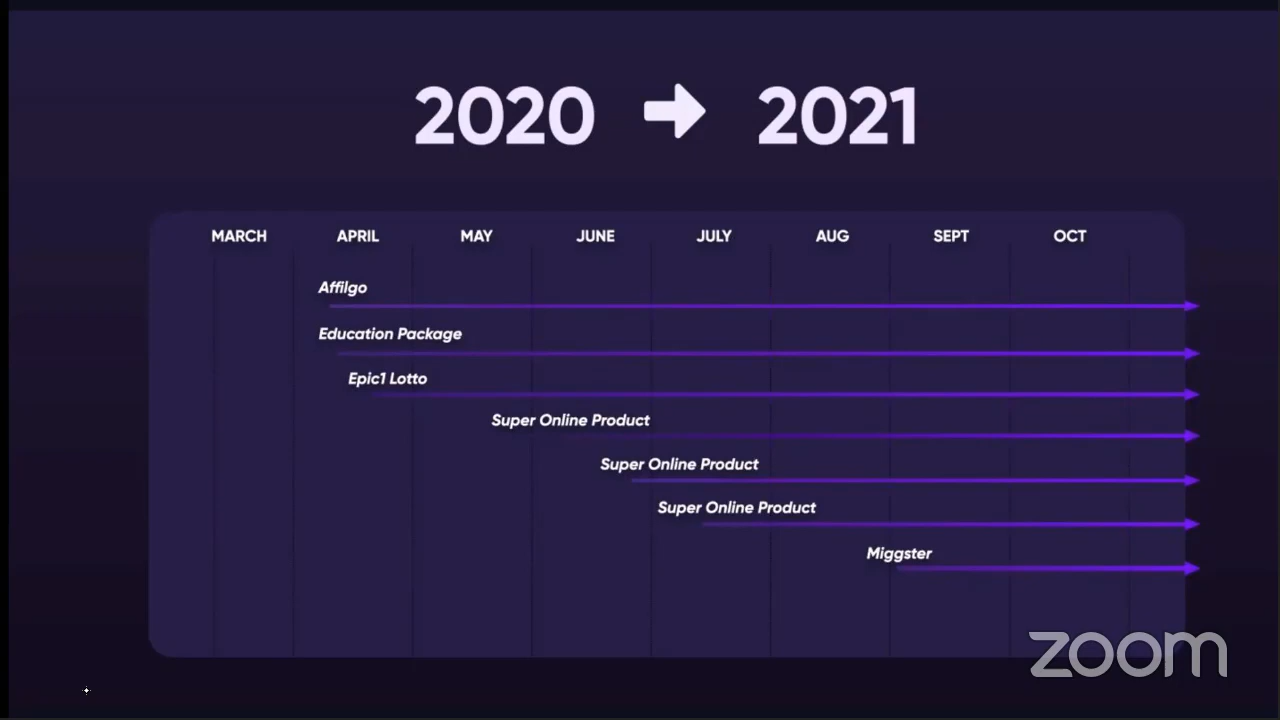 2020 2021
MARCH APRIL MAY JUNE JULY AUG SEPT OCT
Affilgo
Education Package
Epic1 Lotto
Super Online Product
Super Online Product
Super Online Product
Miggster
zoom